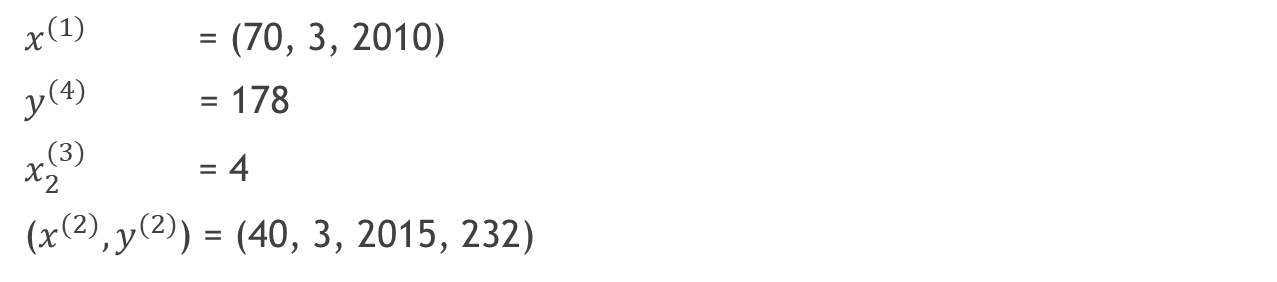 x^(1) = (70, 3, 2010)
y^(4) = 178
x_2^(3) = 4
(x^(2), y^(2)) = (40, 3, 2015, 232)